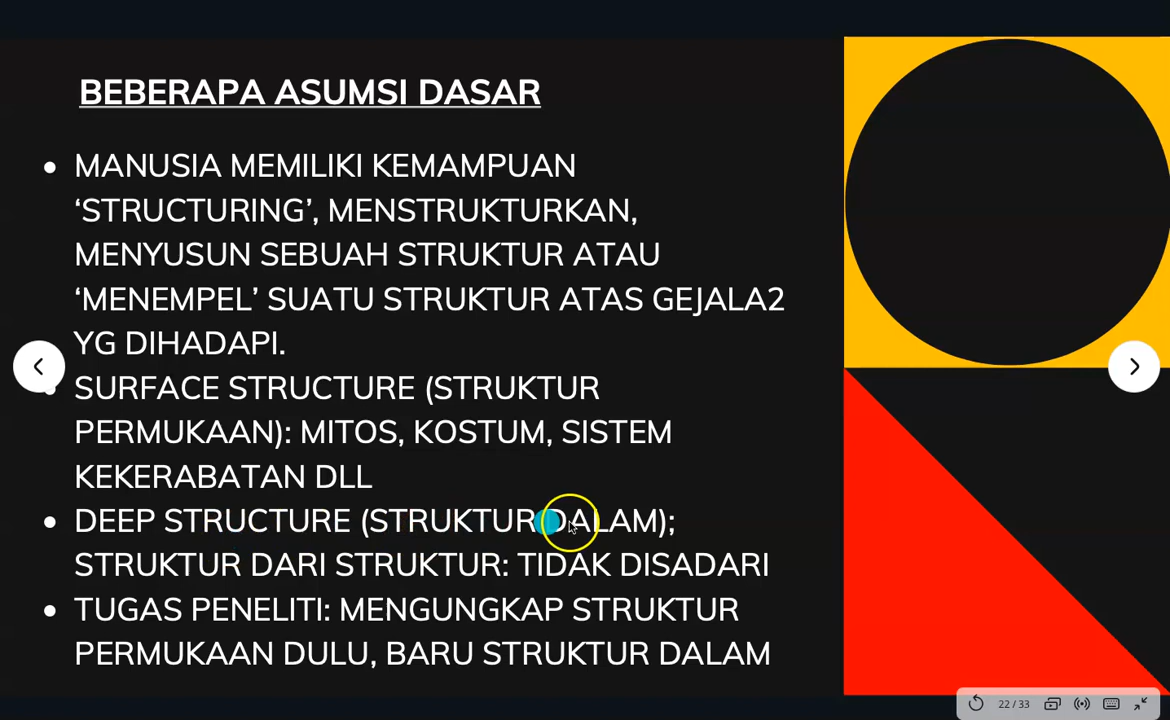 BEBERAPA ASUMSI DASAR
MANUSIA MEMILIKI KEMAMPUAN
‘STRUCTURING’, MENSTRUKTURKAN,
MENYUSUN SEBUAH STRUKTUR ATAU
‘MENEMPEL’ SUATU STRUKTUR ATAS GEJALA2
YG DIHADAPI.
SURFACE STRUCTURE (STRUKTUR
PERMUKAAN): MITOS, KOSTUM, SISTEM
KEKERABATAN DLL
DEEP STRUCTURE (STRUKTUR DALAM);
STRUKTUR DARI STRUKTUR: TIDAK DISADARI
TUGAS PENELITI: MENGUNGKAP STRUKTUR
PERMUKAAN DULU, BARU STRUKTUR DALAM
22 / 33